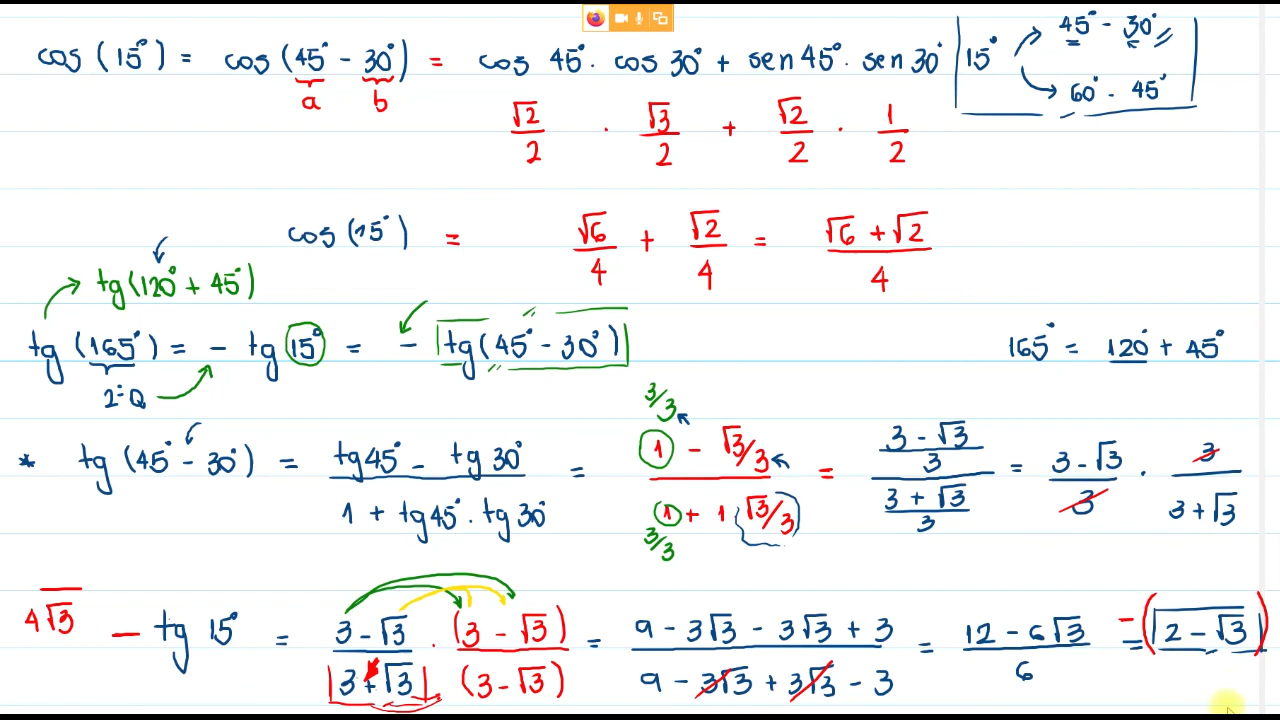 cos (15°) = cos (45° - 30°) = cos 45° . cos 30° + sen 45° . sen 30°
a b
15° 45° - 30°
60° - 45°
√2/2 . √3/2 + √2/2 . 1/2
cos (15°) = √6/4 + √2/4 = (√6 + √2)/4
tg (120° + 45°)
tg (165°) = - tg 15° = - tg (45° - 30°)
2ºQ
165° = 120° + 45°
3/3
* tg (45° - 30°) = (tg 45° - tg 30°)/(1 + tg 45° . tg 30°) = (1 - √3/3)/(1 + 1 √3/3) = ((3 - √3)/3)/((3 + √3)/3) = (3 - √3)/3 . 3/(3 + √3)
3/3
4√3
- tg 15° = (3 - √3)/(3 + √3) . (3 - √3)/(3 - √3) = (9 - 3√3 - 3√3 + 3)/(9 - 3√3 + 3√3 - 3) = (12 - 6√3)/6 = -(2 - √3)